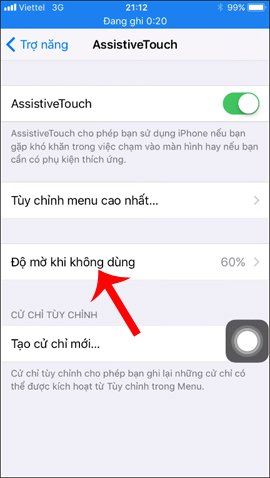 Viettel 3G 21:12 99%
Đang ghi 0:20
Trợ năng AssistiveTouch
AssistiveTouch
AssistiveTouch cho phép bạn sử dụng iPhone nếu bạn
gặp khó khăn trong việc chạm vào màn hình hay nếu bạn
cần có phụ kiện thích ứng.
Tùy chỉnh menu cao nhất...
Độ mờ khi không dùng 60%
CỬ CHỈ TÙY CHỈNH
Tạo cử chỉ mới...
Cử chỉ tùy chỉnh cho phép bạn ghi lại những cử chỉ có
thể được kích hoạt từ Tùy chỉnh trong Menu.